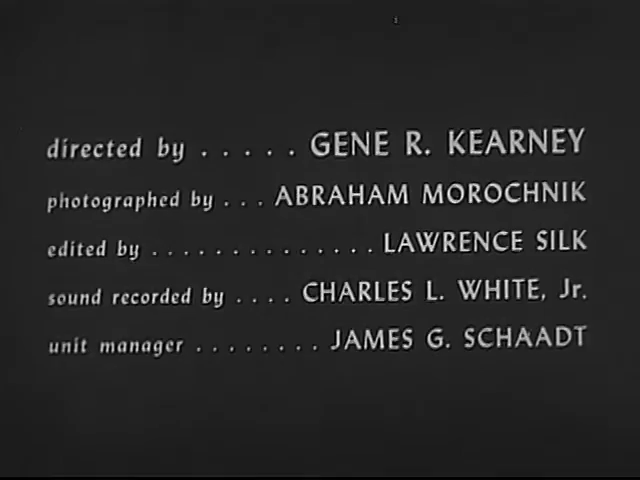 directed by . . . . . GENE R. KEARNEY
photographed by . . . ABRAHAM MOROCHNIK
edited by . . . . . . . . . . . . . . LAWRENCE SILK
sound recorded by . . . . CHARLES L. WHITE, Jr.
unit manager . . . . . . . . JAMES G. SCHAADT